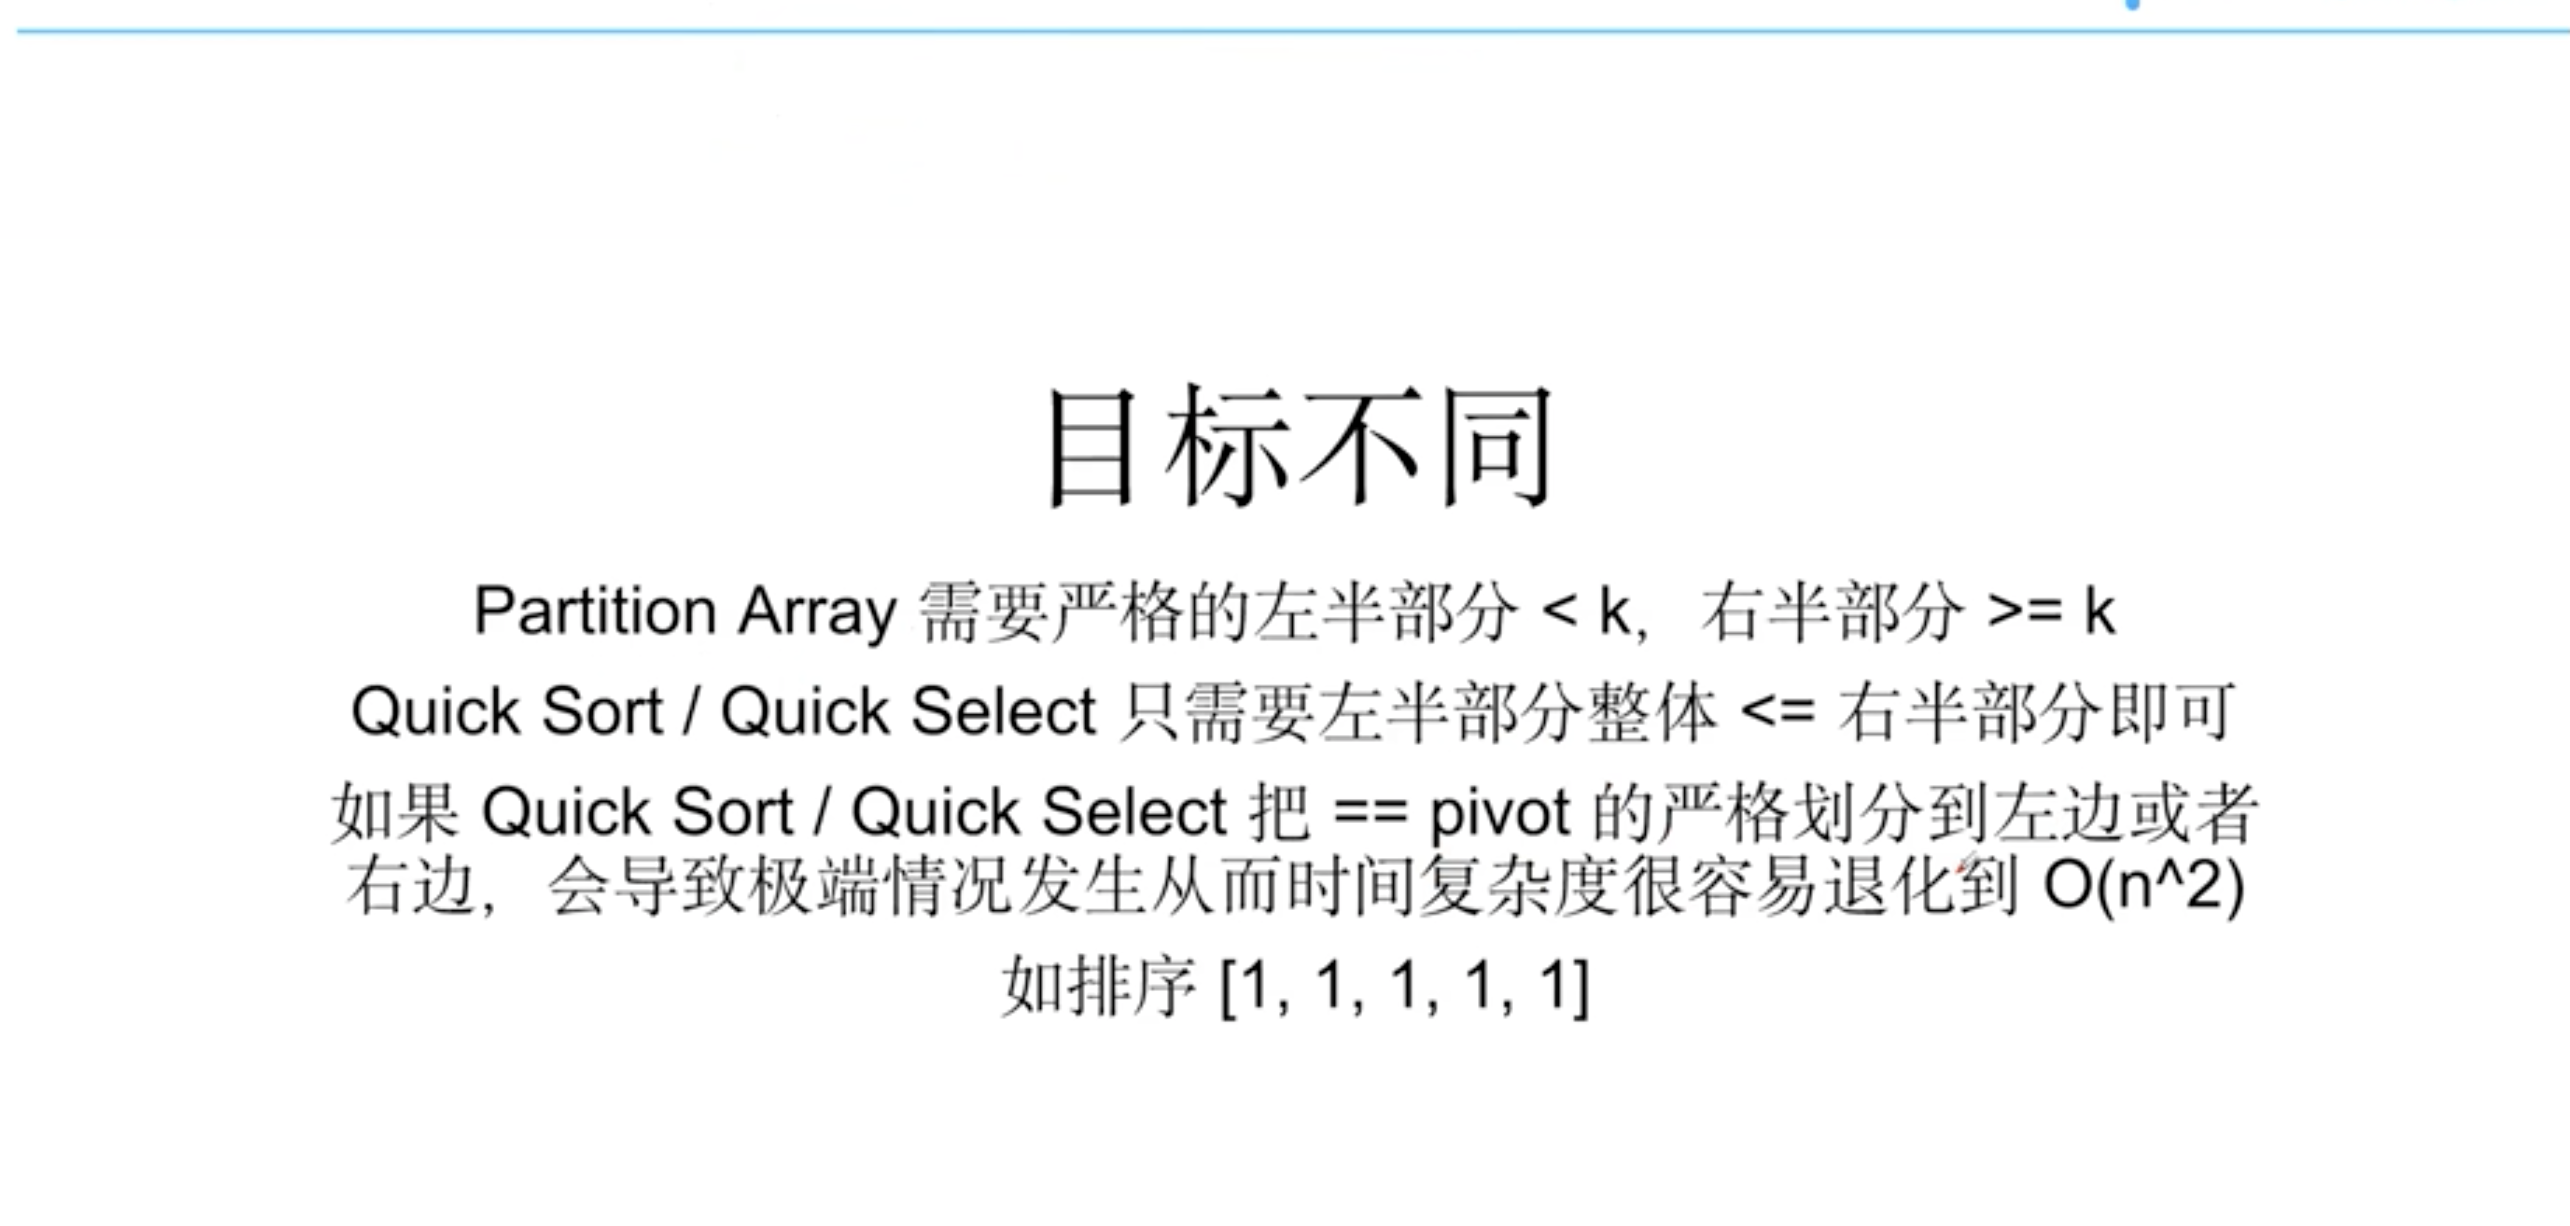 目标不同
Partition Array 需要严格的左半部分 < k，右半部分 >= k
Quick Sort / Quick Select 只需要左半部分整体 <= 右半部分即可
如果 Quick Sort / Quick Select 把 == pivot 的严格划分到左边或者
右边，会导致极端情况发生从而时间复杂度很容易退化到 O(n^2)
如排序 [1, 1, 1, 1, 1]